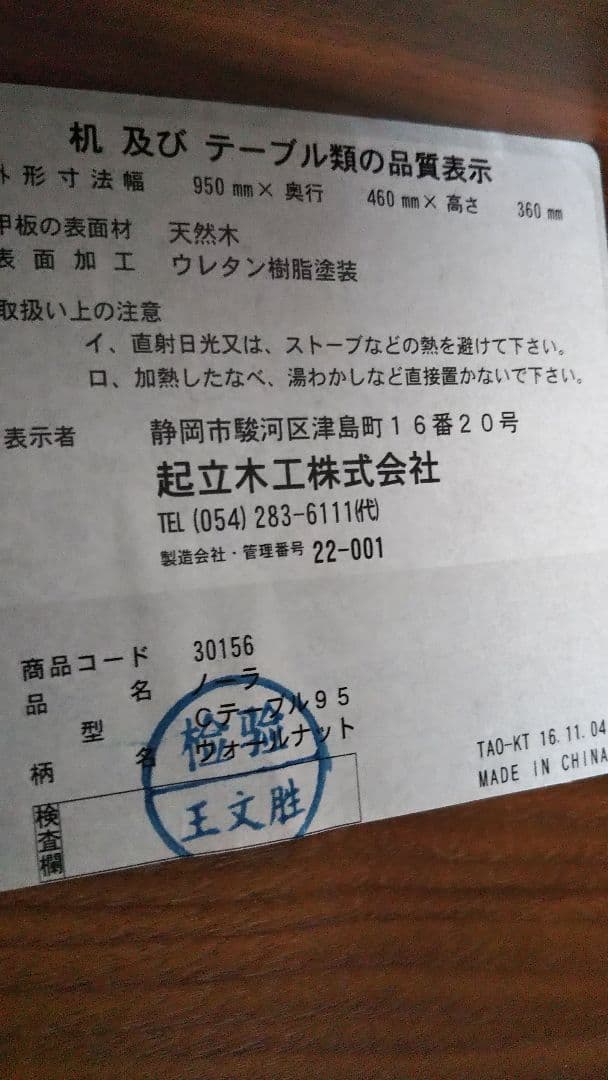 机 及び テーブル類の品質表示
外形寸法幅 950 mm× 奥行 460 mm× 高さ 360 mm
甲板の表面材 天然木
表面加工 ウレタン樹脂塗装
取扱い上の注意
イ、直射日光又は、ストーブなどの熱を避けて下さい。
ロ、加熱したなべ、湯わかしなど直接置かないで下さい。
表示者 静岡市駿河区津島町16番20号
起立木工株式会社
TEL (054) 283-6111(代)
製造会社・管理番号 22-001
商品コード 30156
品名 ノーラ
型 Cテーブル95
柄名 ウォールナット
検査欄
检验
王文胜
TAO-KT 16.11.04
MADE IN CHINA